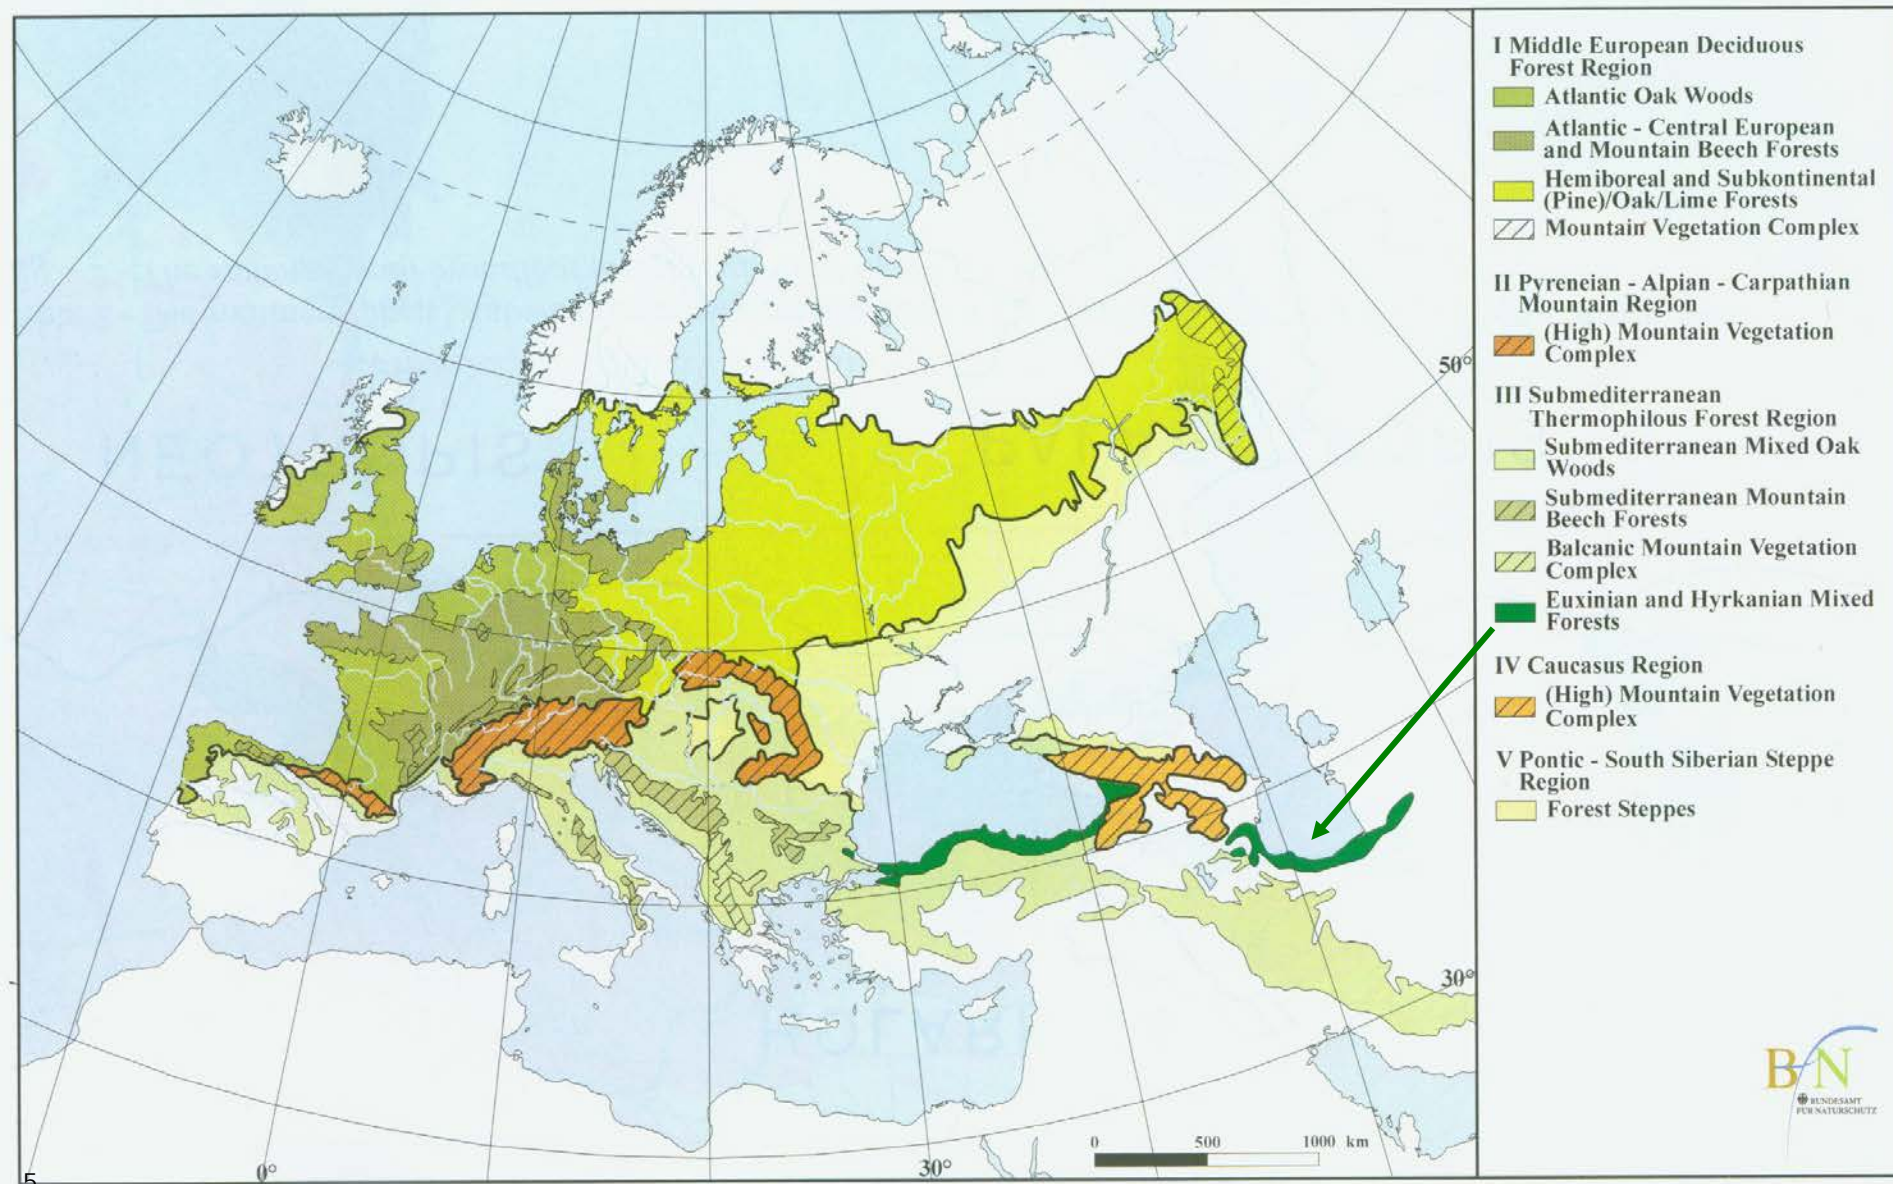 I Middle European Deciduous
Forest Region
Atlantic Oak Woods
Atlantic - Central European
and Mountain Beech Forests
Hemiboreal and Subkontinental
(Pine)/Oak/Lime Forests
Mountain Vegetation Complex
II Pyreneian - Alpian - Carpathian
Mountain Region
(High) Mountain Vegetation
Complex
III Submediterranean
Thermophilous Forest Region
Submediterranean Mixed Oak
Woods
Submediterranean Mountain
Beech Forests
Balcanic Mountain Vegetation
Complex
Euxinian and Hyrkanian Mixed
Forests
IV Caucasus Region
(High) Mountain Vegetation
Complex
V Pontic - South Siberian Steppe
Region
Forest Steppes
50°
30°
0 500 1000 km
0°
30°
5
BfN
BUNDESAMT
FÜR NATURSCHUTZ